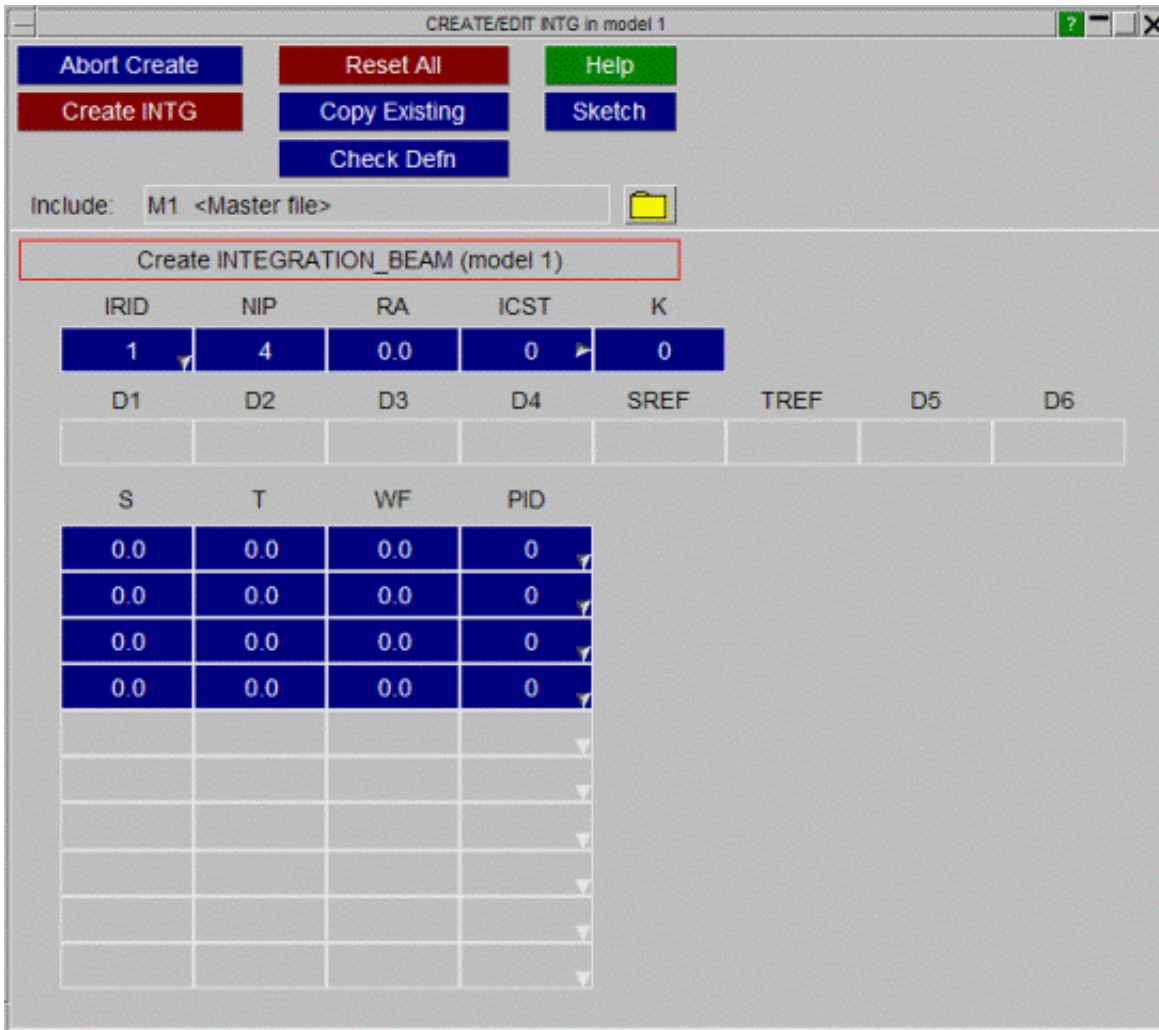 CREATE/EDIT INTG in model 1 ?
Abort Create Reset All Help
Create INTG Copy Existing Sketch
Check Defn
Include: M1 <Master file>
Create INTEGRATION_BEAM (model 1)
IRID NIP RA ICST K
1 4 0.0 0 0
D1 D2 D3 D4 SREF TREF D5 D6
S T WF PID
0.0 0.0 0.0 0
0.0 0.0 0.0 0
0.0 0.0 0.0 0
0.0 0.0 0.0 0